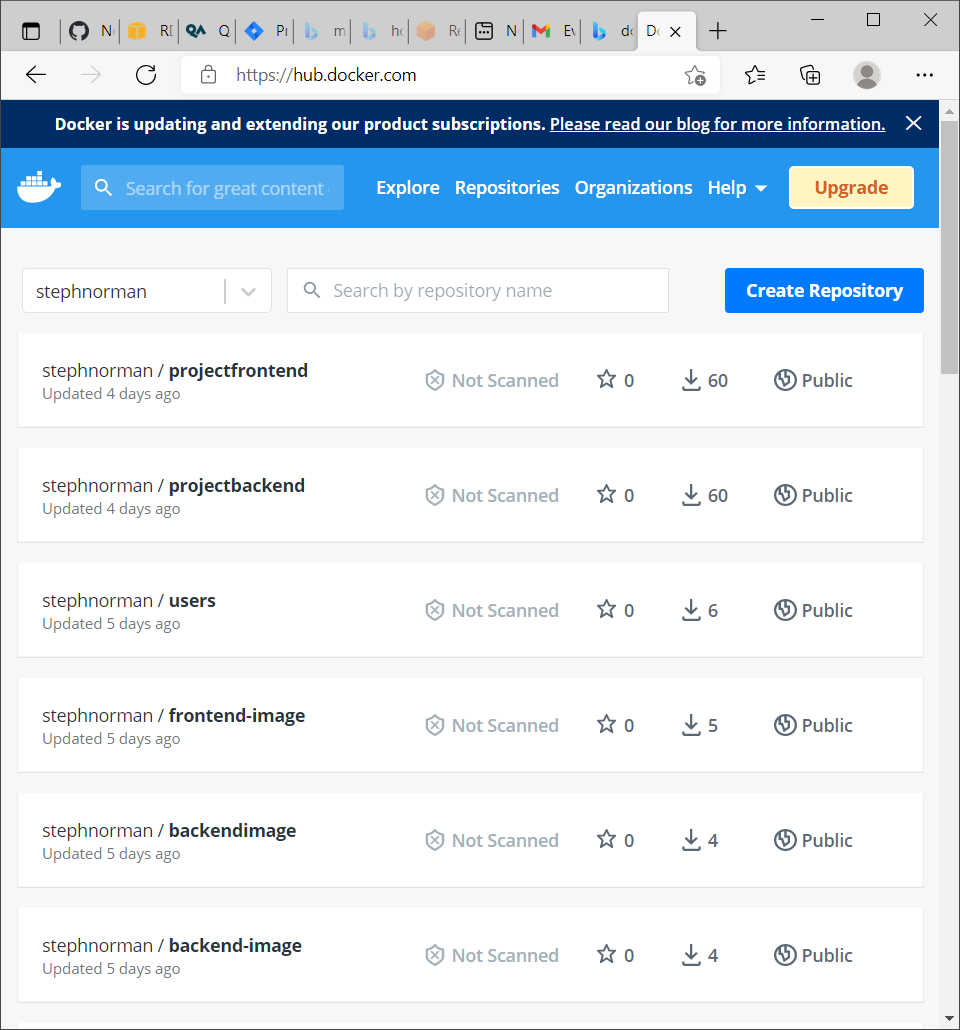 N
RD
QA Q
Pr
m
ho
Re
N
Ev
do
Do
https://hub.docker.com
Docker is updating and extending our product subscriptions. Please read our blog for more information.
Search for great content
Explore Repositories Organizations Help Upgrade
stephnorman
Search by repository name
Create Repository
stephnorman / projectfrontend
Updated 4 days ago
Not Scanned 0 60 Public
stephnorman / projectbackend
Updated 4 days ago
Not Scanned 0 60 Public
stephnorman / users
Updated 5 days ago
Not Scanned 0 6 Public
stephnorman / frontend-image
Updated 5 days ago
Not Scanned 0 5 Public
stephnorman / backendimage
Updated 5 days ago
Not Scanned 0 4 Public
stephnorman / backend-image
Updated 5 days ago
Not Scanned 0 4 Public